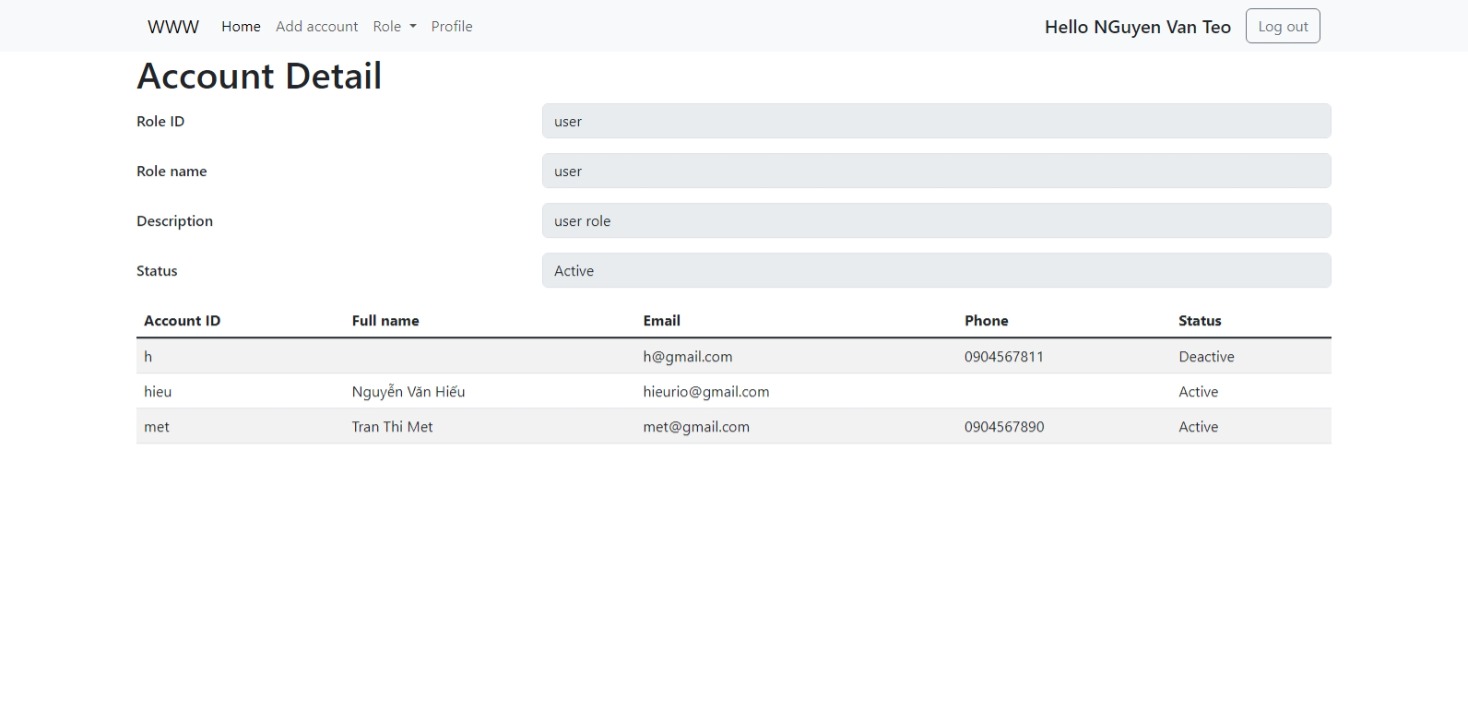 WWW Home Add account Role Profile Hello NGuyen Van Teo Log out
Account Detail
Role ID user
Role name user
Description user role
Status Active
Account ID Full name Email Phone Status
h h@gmail.com 0904567811 Deactive
hieu Nguyễn Văn Hiếu hieurio@gmail.com Active
met Tran Thi Met met@gmail.com 0904567890 Active